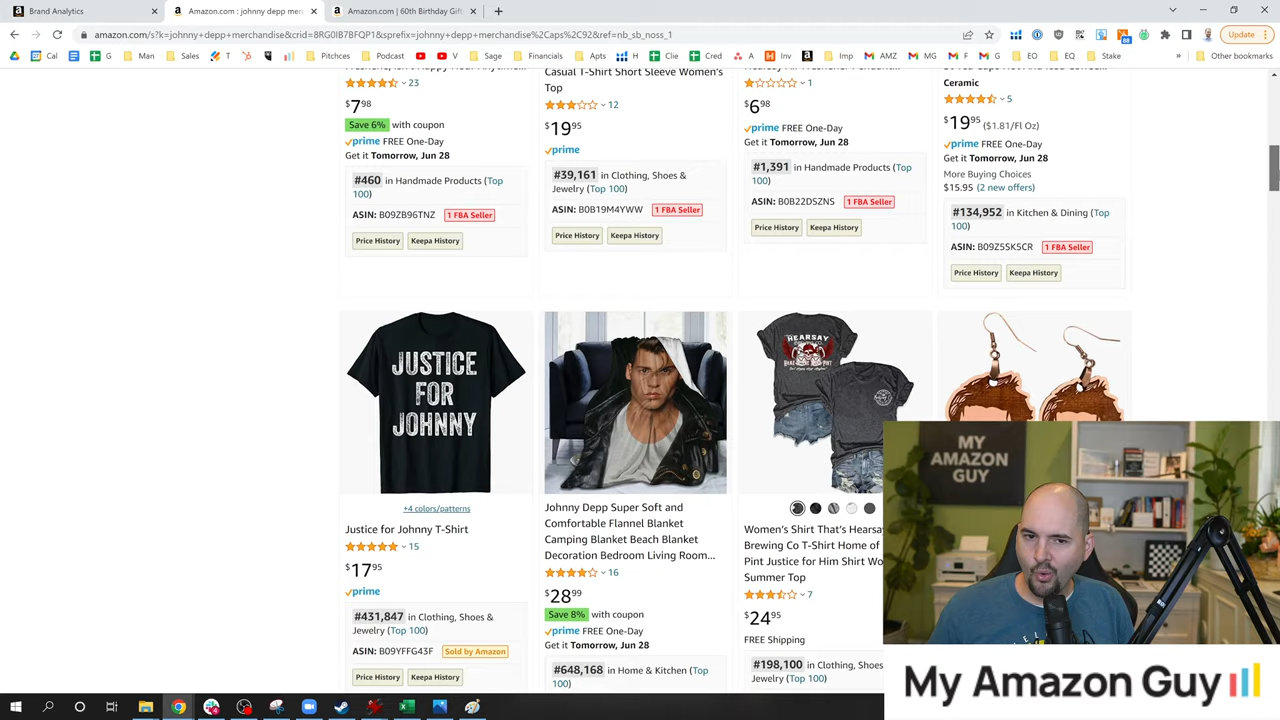 Brand Analytics
Amazon.com : johnny depp mer
Amazon.com | 60th Birthday Gif
amazon.com/s?k=johnny+depp+merchandise&crid=8RG0IB7BFQP1&sprefix=johnny+depp+merchandise%2Caps%2C92&ref=nb_sb_noss_1
Update
Cal
G
Man
Sales
T
Pitchces
Podcast
V
Sage
Financials
Apts
H
Clie
Cred
A
Inv
Imp
AMZ
MG
F
G
EO
EQ
Stake
Other bookmarks
23
$7.98
Save 6% with coupon
prime FREE One-Day
Get it Tomorrow, Jun 28
#460 in Handmade Products (Top
100)
ASIN: B09ZB96TNZ 1 FBA Seller
Price History Keepa History
Casual T-Shirt Short Sleeve Women's
Top
12
$19.95
prime
#39,161 in Clothing, Shoes &
Jewelry (Top 100)
ASIN: B0B19M4YWW 1 FBA Seller
Price History Keepa History
1
$6.98
prime FREE One-Day
Get it Tomorrow, Jun 28
#1,391 in Handmade Products (Top
100)
ASIN: B0B22DSZNS 1 FBA Seller
Price History Keepa History
Ceramic
5
$19.95 ($1.81/Fl Oz)
prime FREE One-Day
Get it Tomorrow, Jun 28
More Buying Choices
$15.95 (2 new offers)
#134,952 in Kitchen & Dining (Top
100)
ASIN: B09Z5SK5CR 1 FBA Seller
Price History Keepa History
JUSTICE
FOR
JOHNNY
+4 colors/patterns
Justice for Johnny T-Shirt
15
$17.95
prime
#431,847 in Clothing, Shoes &
Jewelry (Top 100)
ASIN: B09YFFG43F Sold by Amazon
Price History Keepa History
Johnny Depp Super Soft and
Comfortable Flannel Blanket
Camping Blanket Beach Blanket
Decoration Bedroom Living Room...
16
$28.99
Save 8% with coupon
prime FREE One-Day
Get it Tomorrow, Jun 28
#648,168 in Home & Kitchen (Top
100)
HEARSAY
Women's Shirt That's Hearsay
Brewing Co T-Shirt Home of
Pint Justice for Him Shirt Wo
Summer Top
7
$24.95
FREE Shipping
#198,100 in Clothing, Shoes
Jewelry (Top 100)
MY
AMAZON
GUY
My Amazon Guy